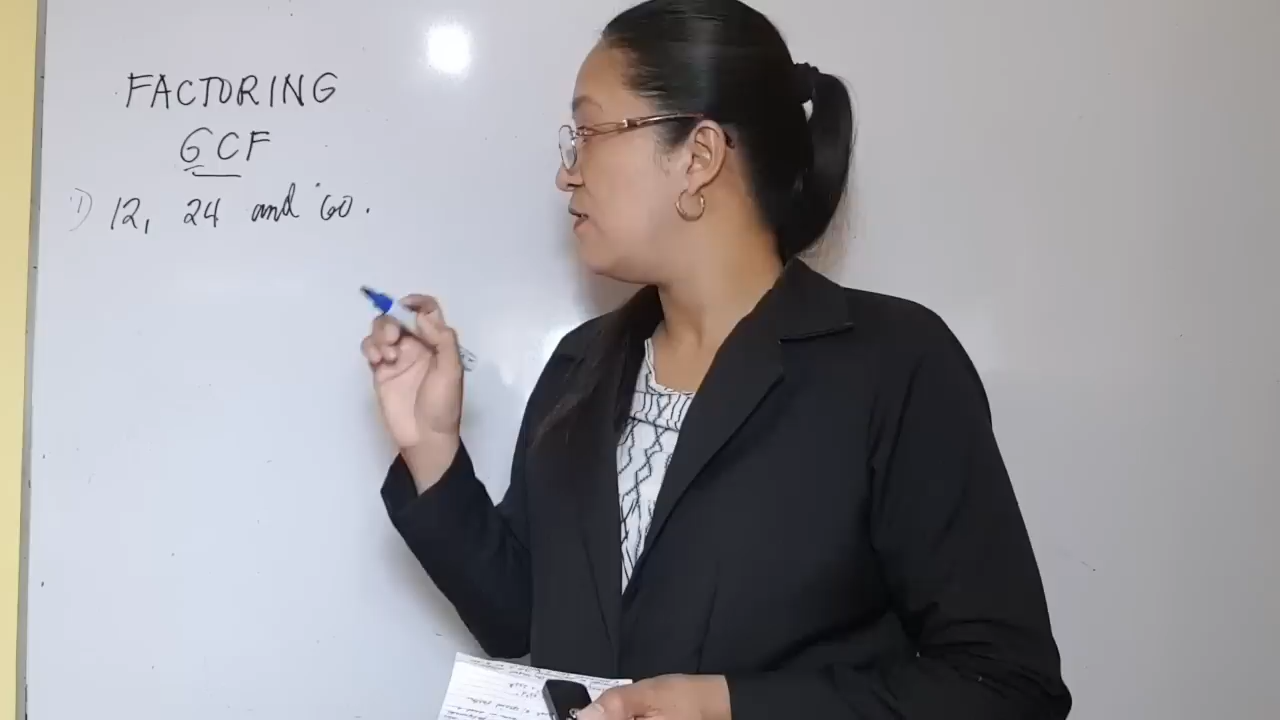 FACTORING
GCF
1) 12, 24 and 60.